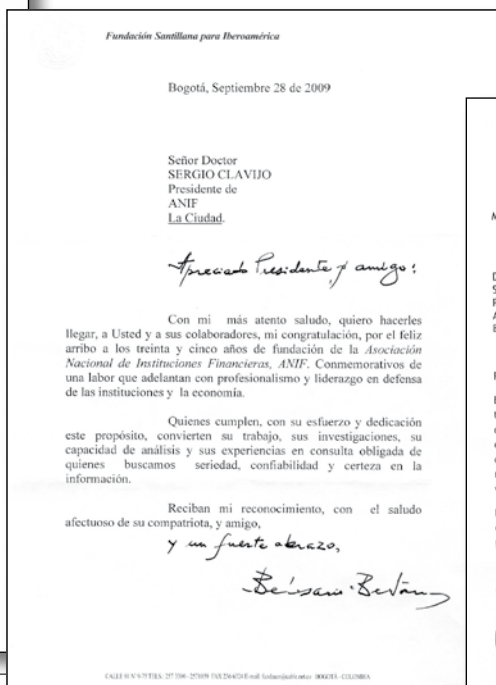 Fundación Santillana para Iberoamérica
Bogotá, Septiembre 28 de 2009
Señor Doctor
SERGIO CLAVIJO
Presidente de
ANIF
La Ciudad.
Apreciado Presidente y amigo:
Con mi más atento saludo, quiero hacerles
llegar, a Usted y a sus colaboradores, mi congratulación, por el feliz
arribo a los treinta y cinco años de fundación de la Asociación
Nacional de Instituciones Financieras, ANIF. Conmemorativos de
una labor que adelantan con profesionalismo y liderazgo en defensa
de las instituciones y la economía.
Quienes cumplen, con su esfuerzo y dedicación
este propósito, convierten su trabajo, sus investigaciones, su
capacidad de análisis y sus experiencias en consulta obligada de
quienes buscamos seriedad, confiabilidad y certeza en la
información.
Reciban mi reconocimiento, con el saludo
afectuoso de su compatriota, y amigo,
y un fuerte abrazo,
Belisario Betancur
BOGOTÁ - COLOMBIA